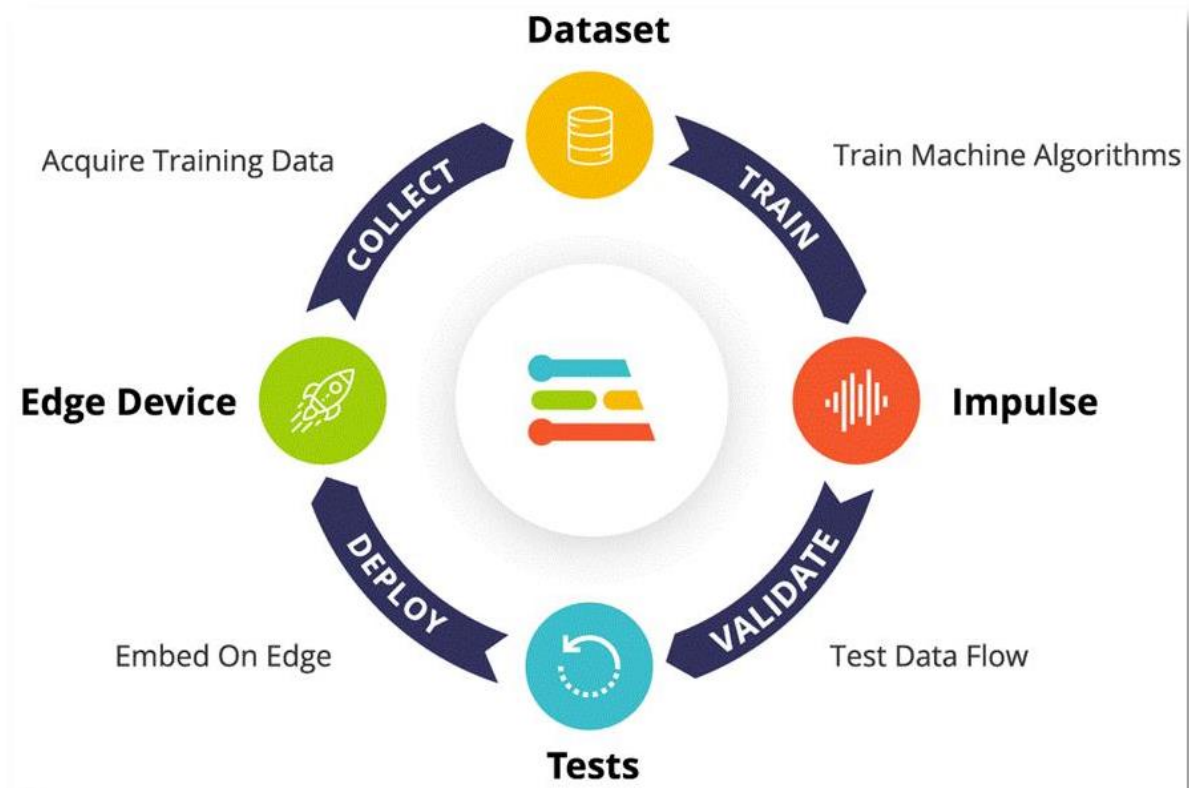 Dataset
Acquire Training Data
COLLECT
TRAIN
Train Machine Algorithms
Edge Device
Impulse
DEPLOY
VALIDATE
Embed On Edge
Test Data Flow
Tests